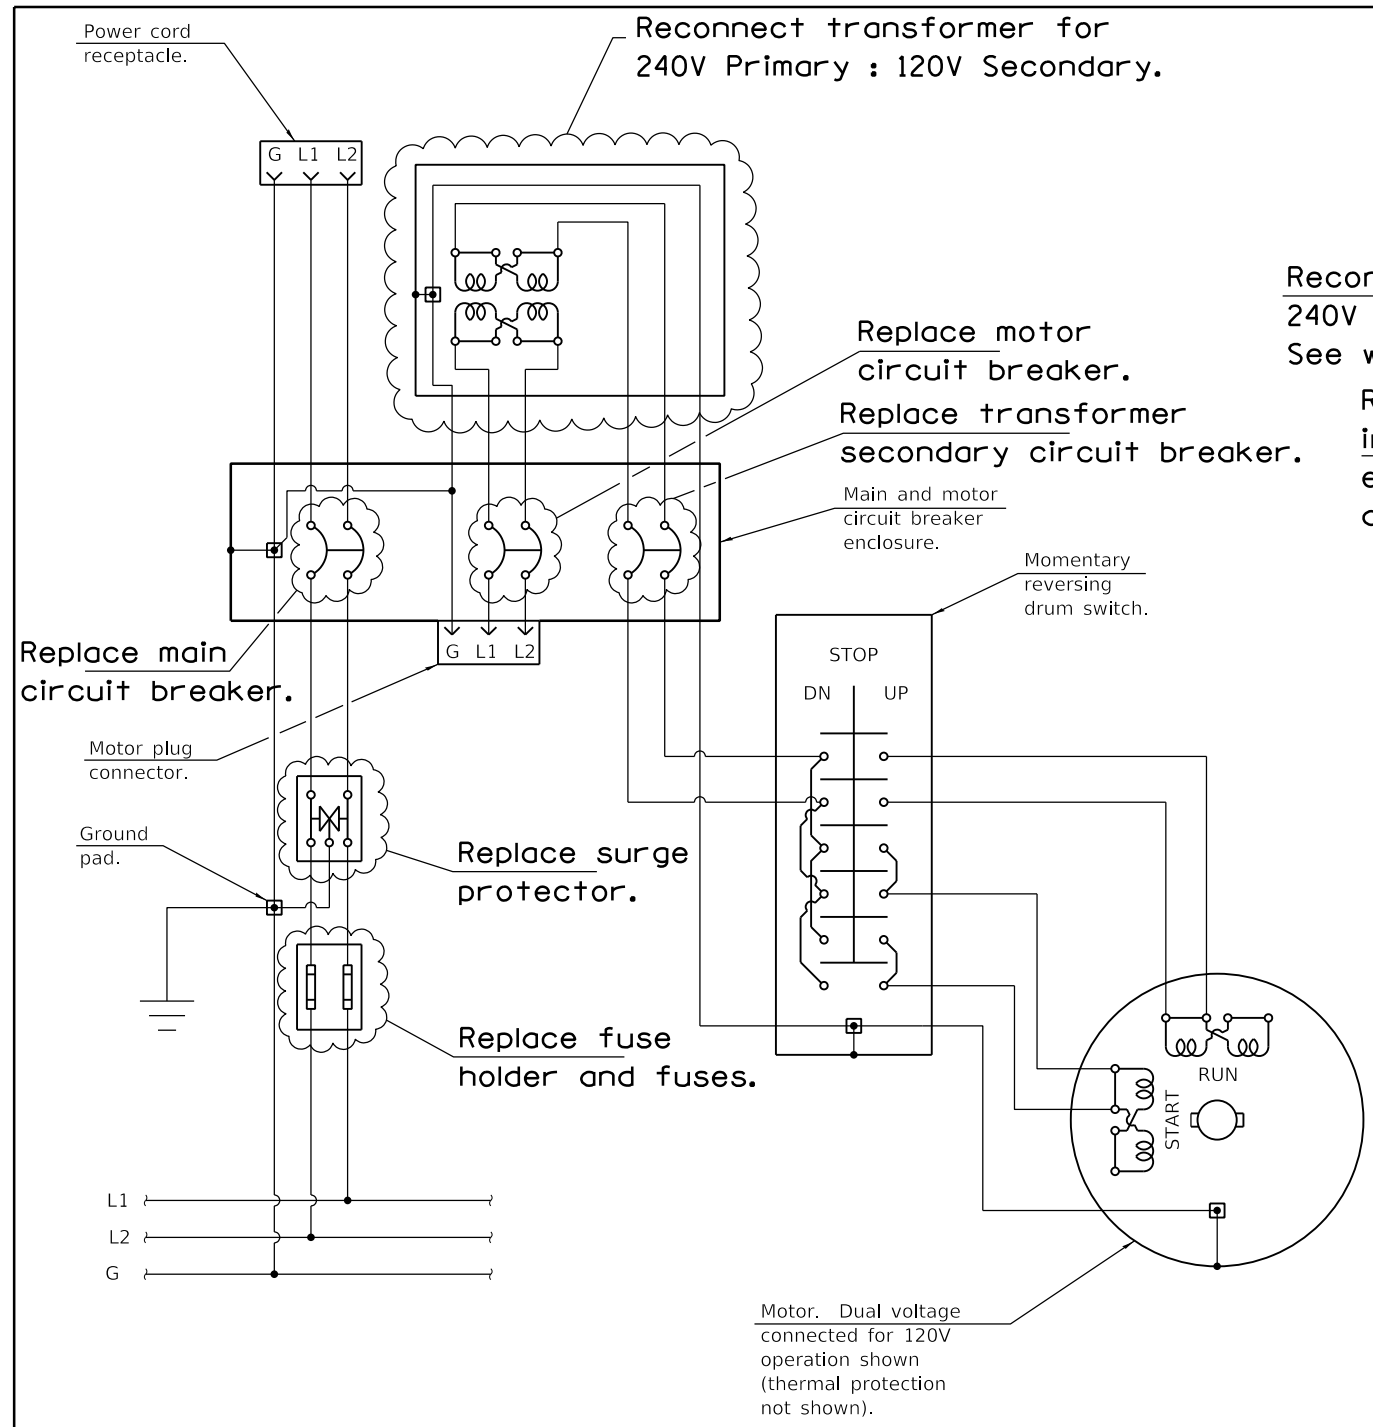 Power cord
receptacle.
Reconnect transformer for
240V Primary : 120V Secondary.
G L1 L2
240V
See
Replace motor
circuit breaker.
Replace transformer
secondary circuit breaker.
Main and motor
circuit breaker
enclosure.
Momentary
reversing
drum switch.
Replace main
circuit breaker.
G L1 L2
STOP
DN UP
Motor plug
connector.
Ground
pad.
Replace surge
protector.
Replace fuse
holder and fuses.
RUN
START
L1
L2
G
Motor. Dual voltage
connected for 120V
operation shown
(thermal protection
not shown).